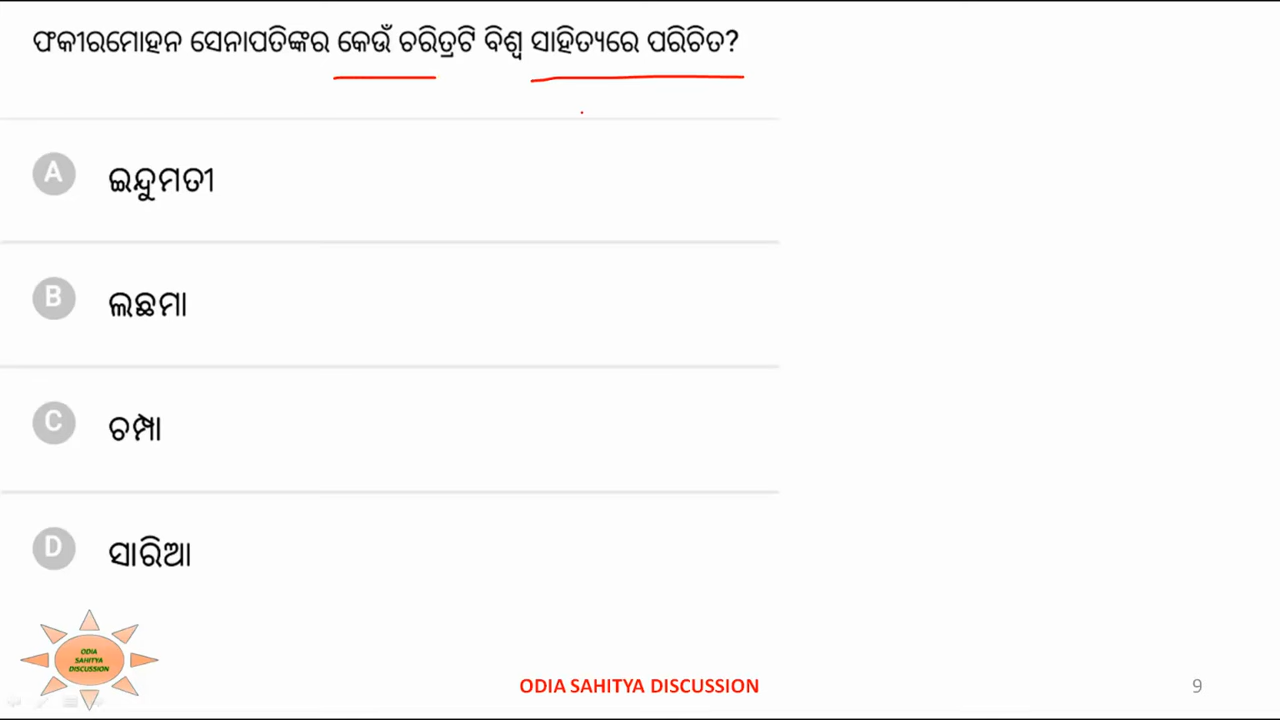 ଫକୀରମୋହନ ସେନାପତିଙ୍କର କେଉଁ ଚରିତ୍ରଟି ବିଶ୍ୱ ସାହିତ୍ୟରେ ପରିଚିତ?
A ଇନ୍ଦୁମତୀ
B ଲଛମା
C ଚମ୍ପା
D ସାରିଆ
ODIA
SAHITYA
DISCUSSION
ODIA SAHITYA DISCUSSION
9